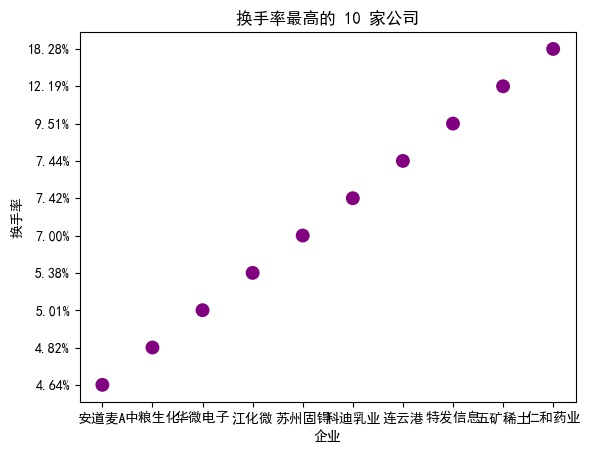 换手率最高的 10 家公司
18.28%
12.19%
9.51%
7.44%
7.42%
7.00%
5.38%
5.01%
4.82%
4.64%
换手率
安道麦A 中粮生化 华微电子 江化微 苏州固锝 科迪乳业 连云港 特发信息 五矿稀土 仁和药业
企业